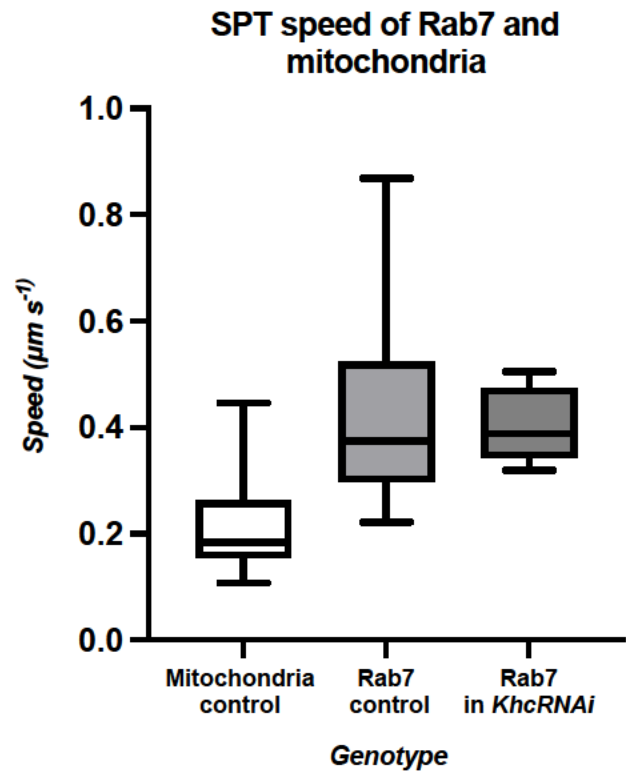 SPT speed of Rab7 and
mitochondria
1.0
0.8
0.6
0.4
0.2
0.0
Speed (μm s⁻¹)
Mitochondria
control
Rab7
control
Rab7
in KhcRNAi
Genotype